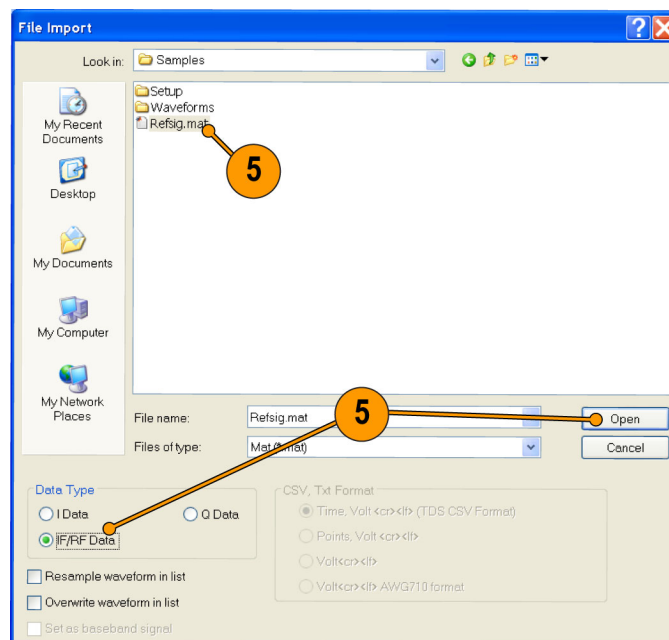 File Import
Look in:
Samples
Setup
Waveforms
Refsig.mat
5
My Recent
Documents
Desktop
My Documents
My Computer
My Network
Places
File name:
Refsig.mat
5
Open
Files of type:
Mat (*.mat)
Cancel
Data Type
I Data
Q Data
IF/RF Data
CSV, Txt Format
Time, Volt <cr><lf> (TDS CSV Format)
Points, Volt <cr><lf>
Volt<cr><lf>
Volt<cr><lf> AWG710 format
Resample waveform in list
Overwrite waveform in list
Set as baseband signal